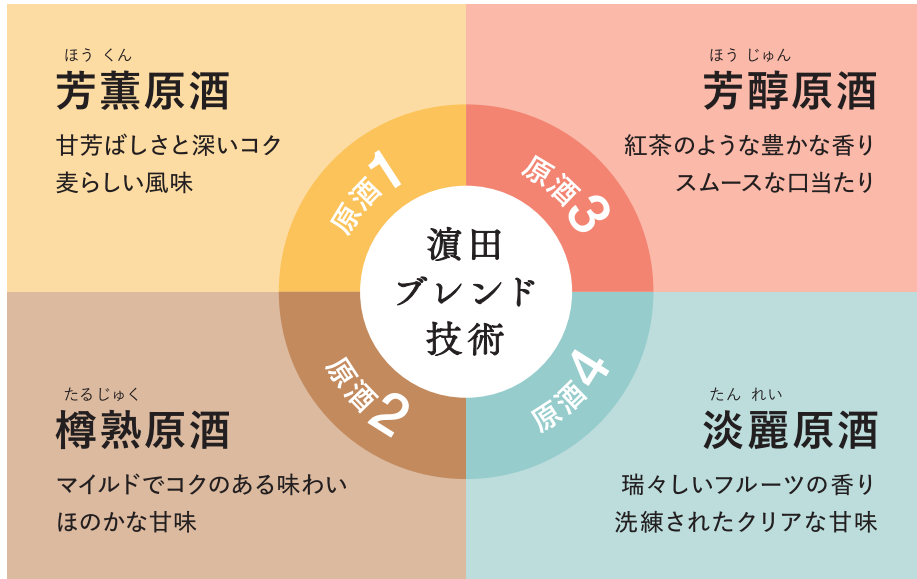 ほう くん
芳薫原酒
甘芳ばしさと深いコク
麦らしい風味
原酒1
ほう じゅん
芳醇原酒
紅茶のような豊かな香り
スムースな口当たり
原酒3
濵田
ブレンド
技術
たるじゅく
樽熟原酒
マイルドでコクのある味わい
ほのかな甘味
原酒2
たん れい
淡麗原酒
瑞々しいフルーツの香り
洗練されたクリアな甘味
原酒4